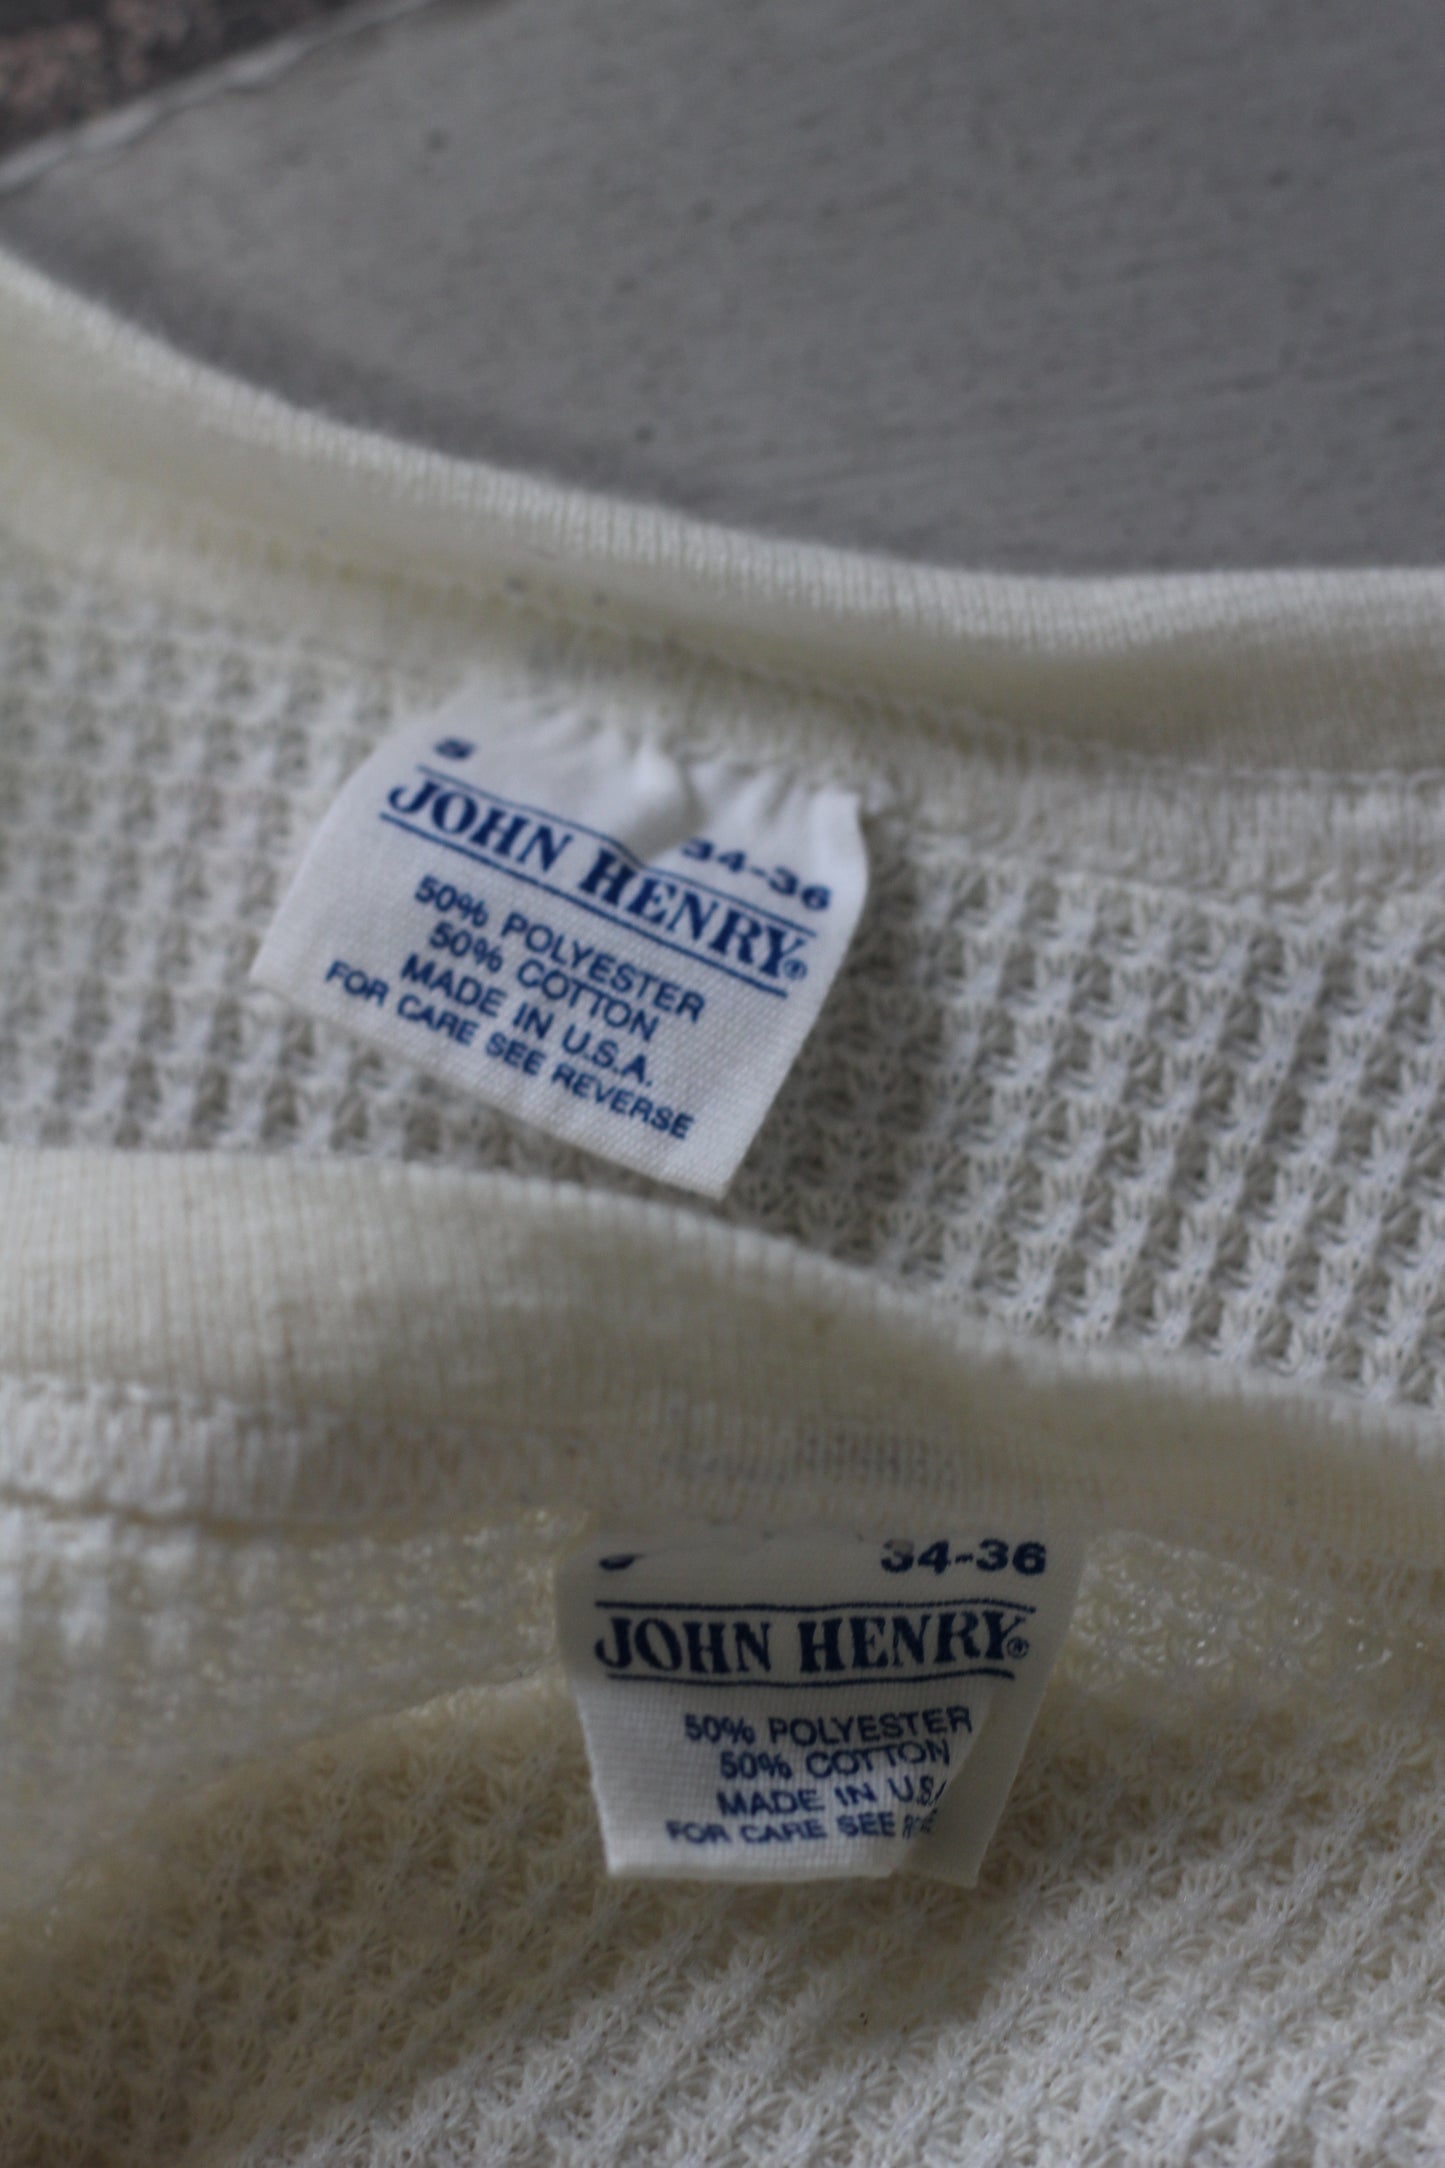 S 34-36
JOHN HENRY®
50% POLYESTER
50% COTTON
MADE IN U.S.A.
FOR CARE SEE REVERSE
34-36
JOHN HENRY®
50% POLYESTER
50% COTTON
MADE IN U.S.A
FOR CARE SEE